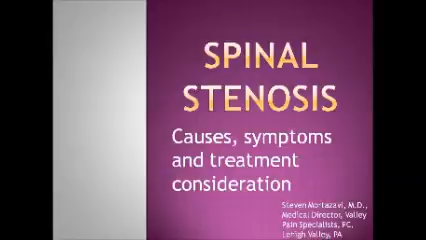 SPINAL
STENOSIS
Causes, symptoms
and treatment
consideration
Steven Mortazavi, M.D.,
Medical Director, Valley
Pain Specialists, PC,
Lehigh Valley, PA